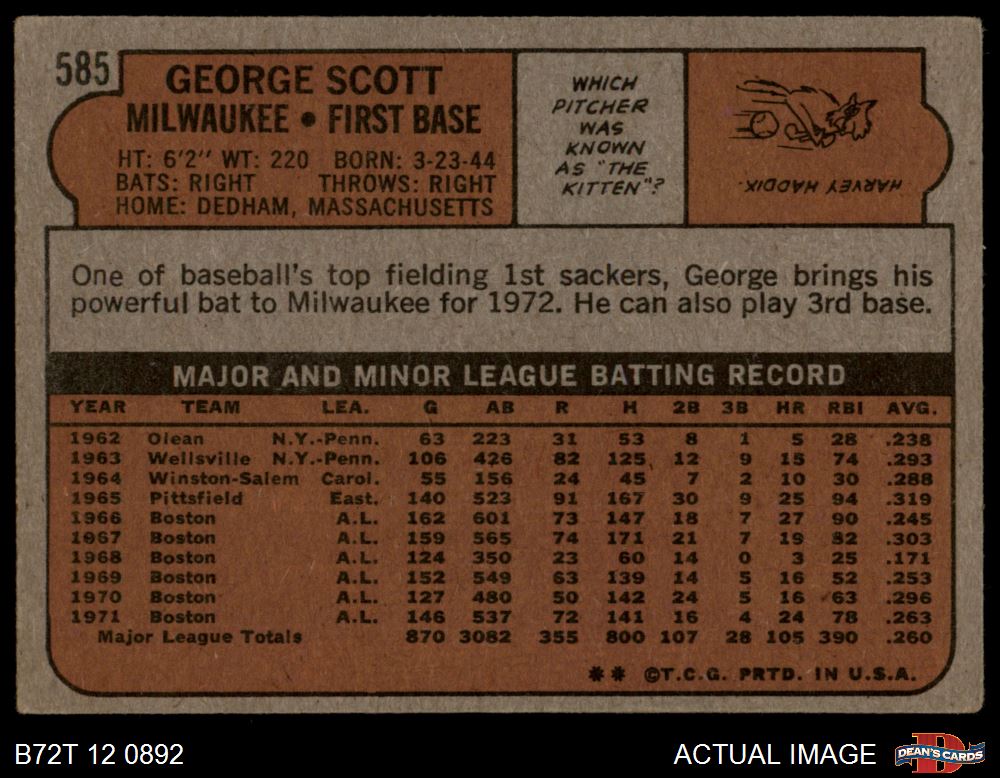 585
GEORGE SCOTT
MILWAUKEE • FIRST BASE
HT: 6'2" WT: 220 BORN: 3-23-44
BATS: RIGHT THROWS: RIGHT
HOME: DEDHAM, MASSACHUSETTS
WHICH
PITCHER
WAS
KNOWN
AS "THE
KITTEN"?
HARVEY HADDIX.
One of baseball's top fielding 1st sackers, George brings his
powerful bat to Milwaukee for 1972. He can also play 3rd base.
MAJOR AND MINOR LEAGUE BATTING RECORD
YEAR TEAM LEA. G AB R H 2B 3B HR RBI AVG.
1962 Olean N.Y.-Penn. 63 223 31 53 8 1 5 28 .238
1963 Wellsville N.Y.-Penn. 106 426 82 125 12 9 15 74 .293
1964 Winston-Salem Carol. 55 156 24 45 7 2 10 30 .288
1965 Pittsfield East. 140 523 91 167 30 9 25 94 .319
1966 Boston A.L. 162 601 73 147 18 7 27 90 .245
1967 Boston A.L. 159 565 74 171 21 7 19 82 .303
1968 Boston A.L. 124 350 23 60 14 0 3 25 .171
1969 Boston A.L. 152 549 63 139 14 5 16 52 .253
1970 Boston A.L. 127 480 50 142 24 5 16 63 .296
1971 Boston A.L. 146 537 72 141 16 4 24 78 .263
Major League Totals 870 3082 355 800 107 28 105 390 .260
** ©T.C.G. PRTD. IN U.S.A.
B72T 12 0892
ACTUAL IMAGE
DEAN'S CARDS